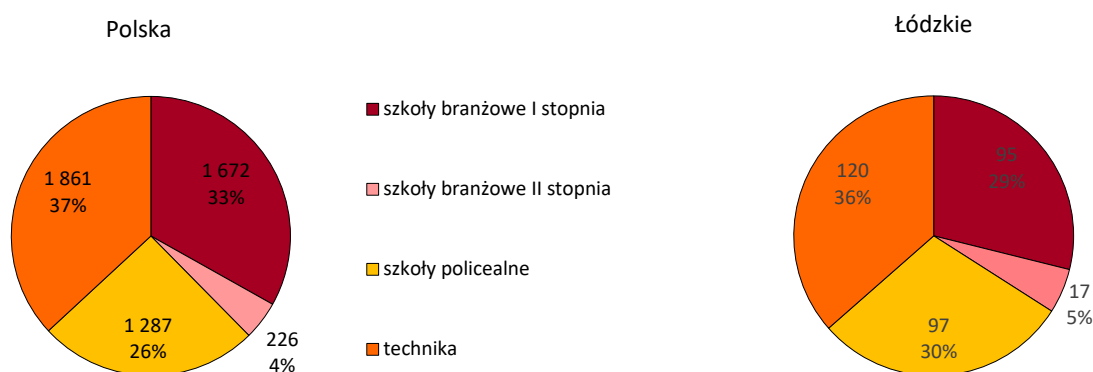 Polska
1 672
33%
226
4%
1 287
26%
1 861
37%
szkoły branżowe I stopnia
szkoły branżowe II stopnia
szkoły policealne
technika
Łódzkie
95
29%
17
5%
97
30%
120
36%